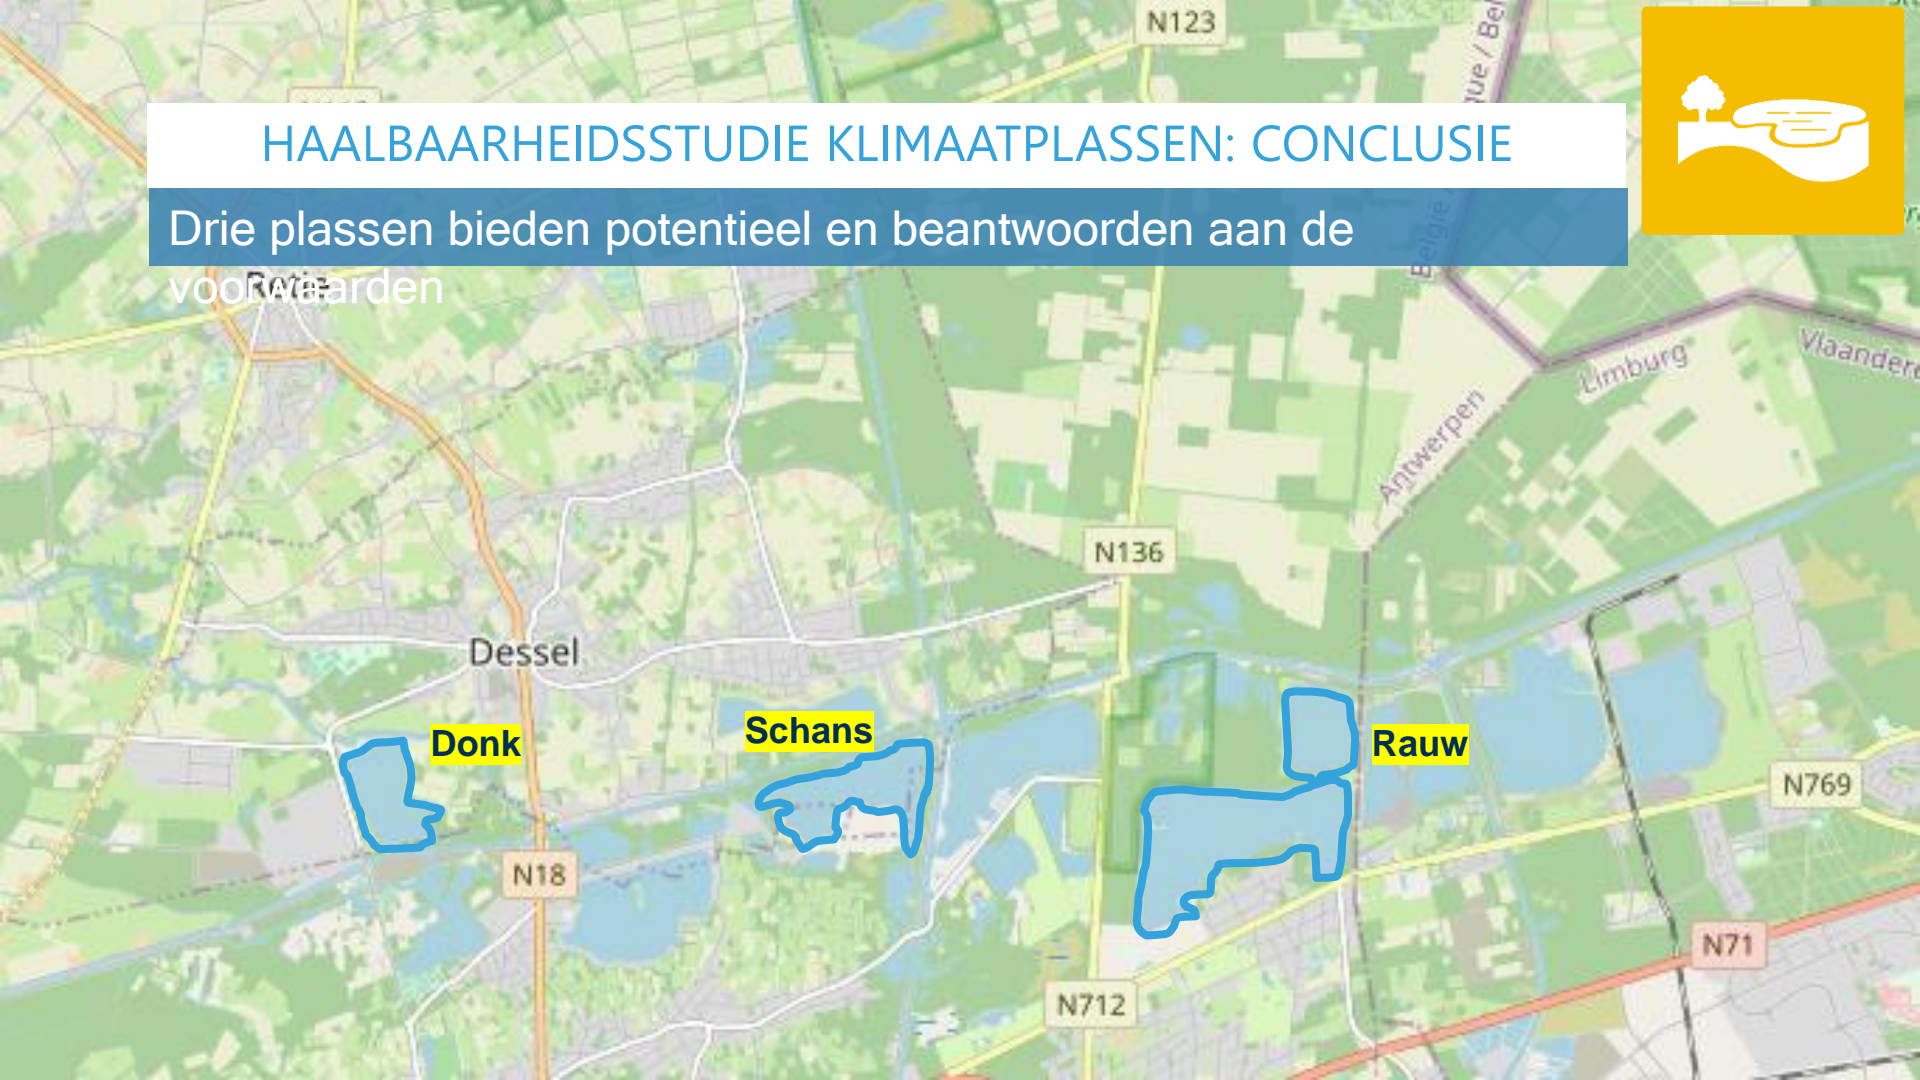 N123
HAALBAARHEIDSSTUDIE KLIMAATPLASSEN: CONCLUSIE
Drie plassen bieden potentieel en beantwoorden aan de
voorwaarden
Limburg
Antwerpen
N136
Dessel
Donk
Schans
Rauw
N769
N18
N71
N712